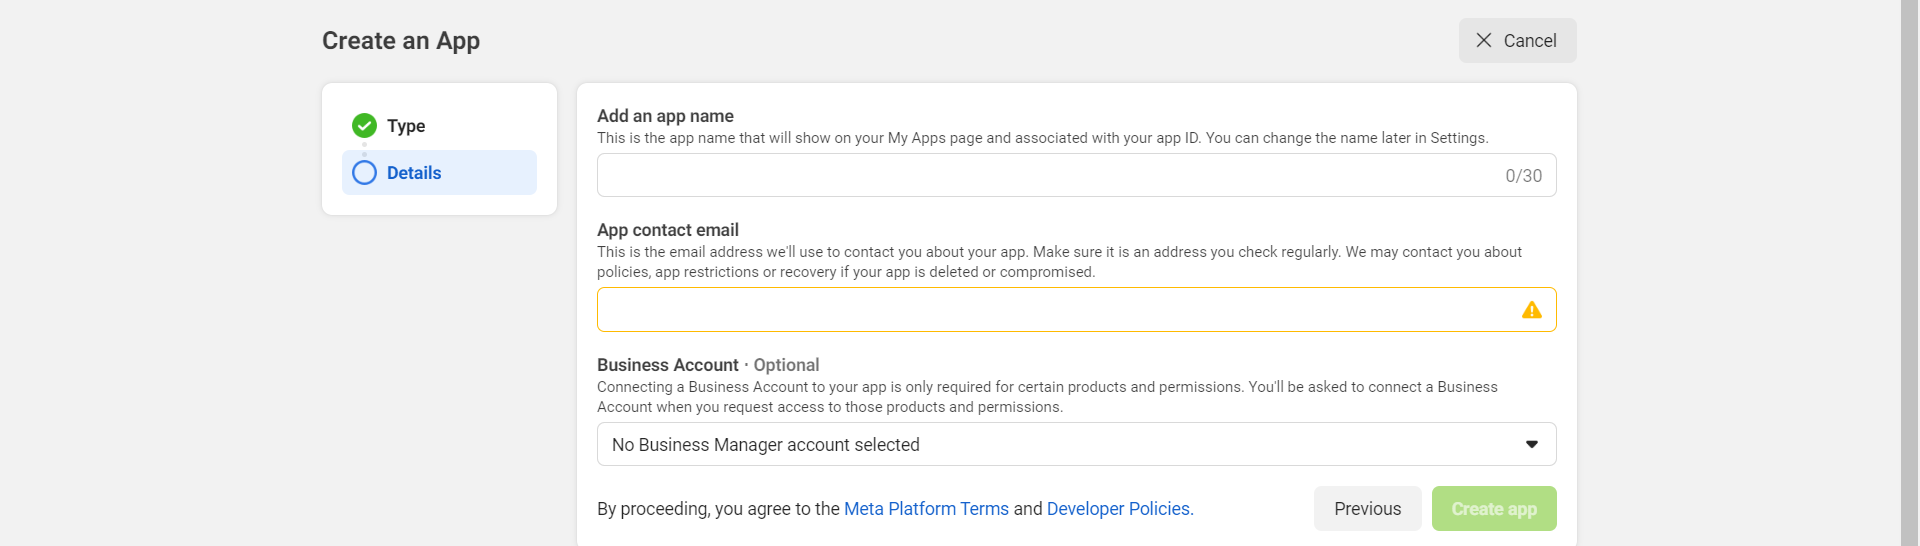 Create an App
Cancel
Type
Details
Add an app name
This is the app name that will show on your My Apps page and associated with your app ID. You can change the name later in Settings.
0/30
App contact email
This is the email address we'll use to contact you about your app. Make sure it is an address you check regularly. We may contact you about
policies, app restrictions or recovery if your app is deleted or compromised.
Business Account · Optional
Connecting a Business Account to your app is only required for certain products and permissions. You'll be asked to connect a Business
Account when you request access to those products and permissions.
No Business Manager account selected
By proceeding, you agree to the Meta Platform Terms and Developer Policies.
Previous
Create app